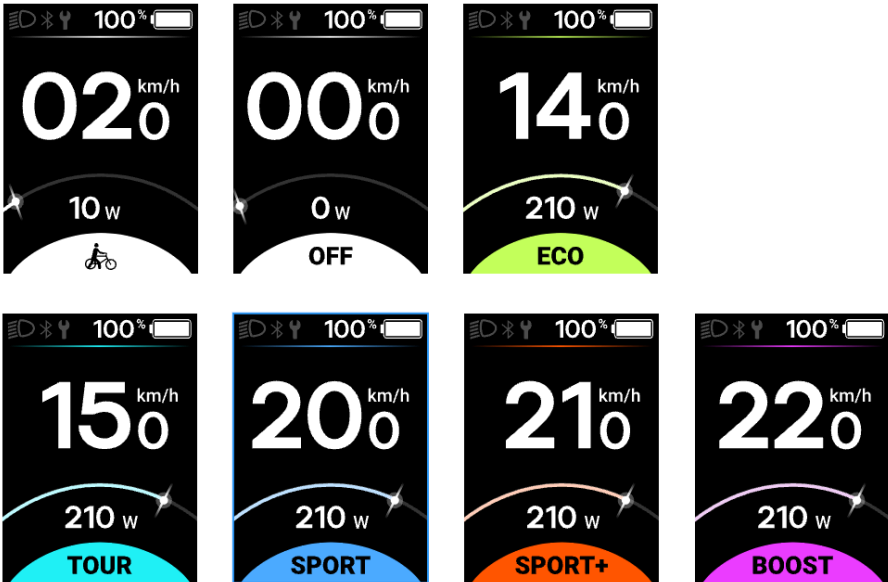 100%
km/h
02 0
10 W
100%
km/h
00 0
0 W
OFF
100%
km/h
14 0
210 W
ECO
100%
km/h
15 0
210 W
TOUR
100%
km/h
20 0
210 W
SPORT
100%
km/h
21 0
210 W
SPORT+
100%
km/h
22 0
210 W
BOOST